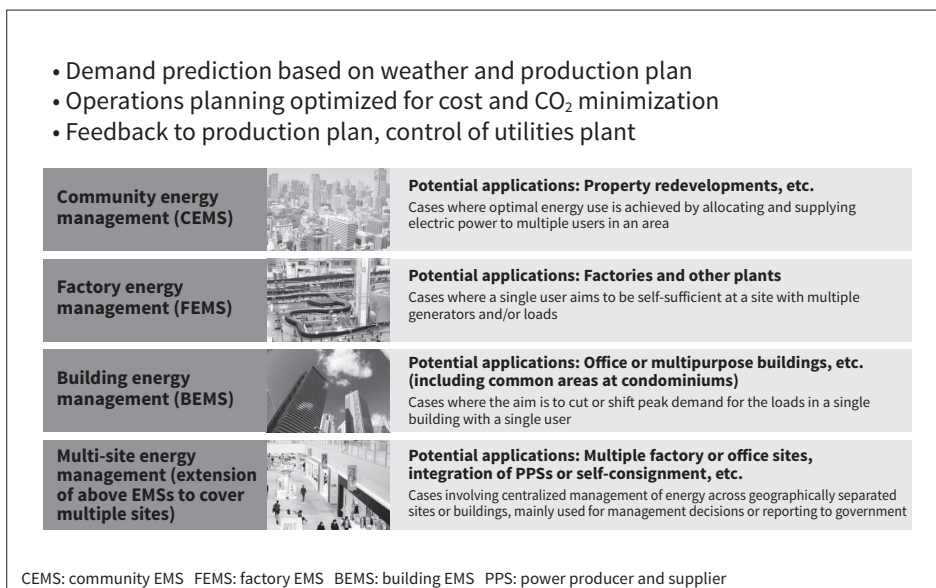 • Demand prediction based on weather and production plan
• Operations planning optimized for cost and CO₂ minimization
• Feedback to production plan, control of utilities plant
Community energy
management (CEMS)
Potential applications: Property redevelopments, etc.
Cases where optimal energy use is achieved by allocating and supplying
electric power to multiple users in an area
Factory energy
management (FEMS)
Potential applications: Factories and other plants
Cases where a single user aims to be self-sufficient at a site with multiple
generators and/or loads
Building energy
management (BEMS)
Potential applications: Office or multipurpose buildings, etc.
(including common areas at condominiums)
Cases where the aim is to cut or shift peak demand for the loads in a single
building with a single user
Multi-site energy
management (extension
of above EMSs to cover
multiple sites)
Potential applications: Multiple factory or office sites,
integration of PPSs or self-consignment, etc.
Cases involving centralized management of energy across geographically separated
sites or buildings, mainly used for management decisions or reporting to government
CEMS: community EMS FEMS: factory EMS BEMS: building EMS PPS: power producer and supplier